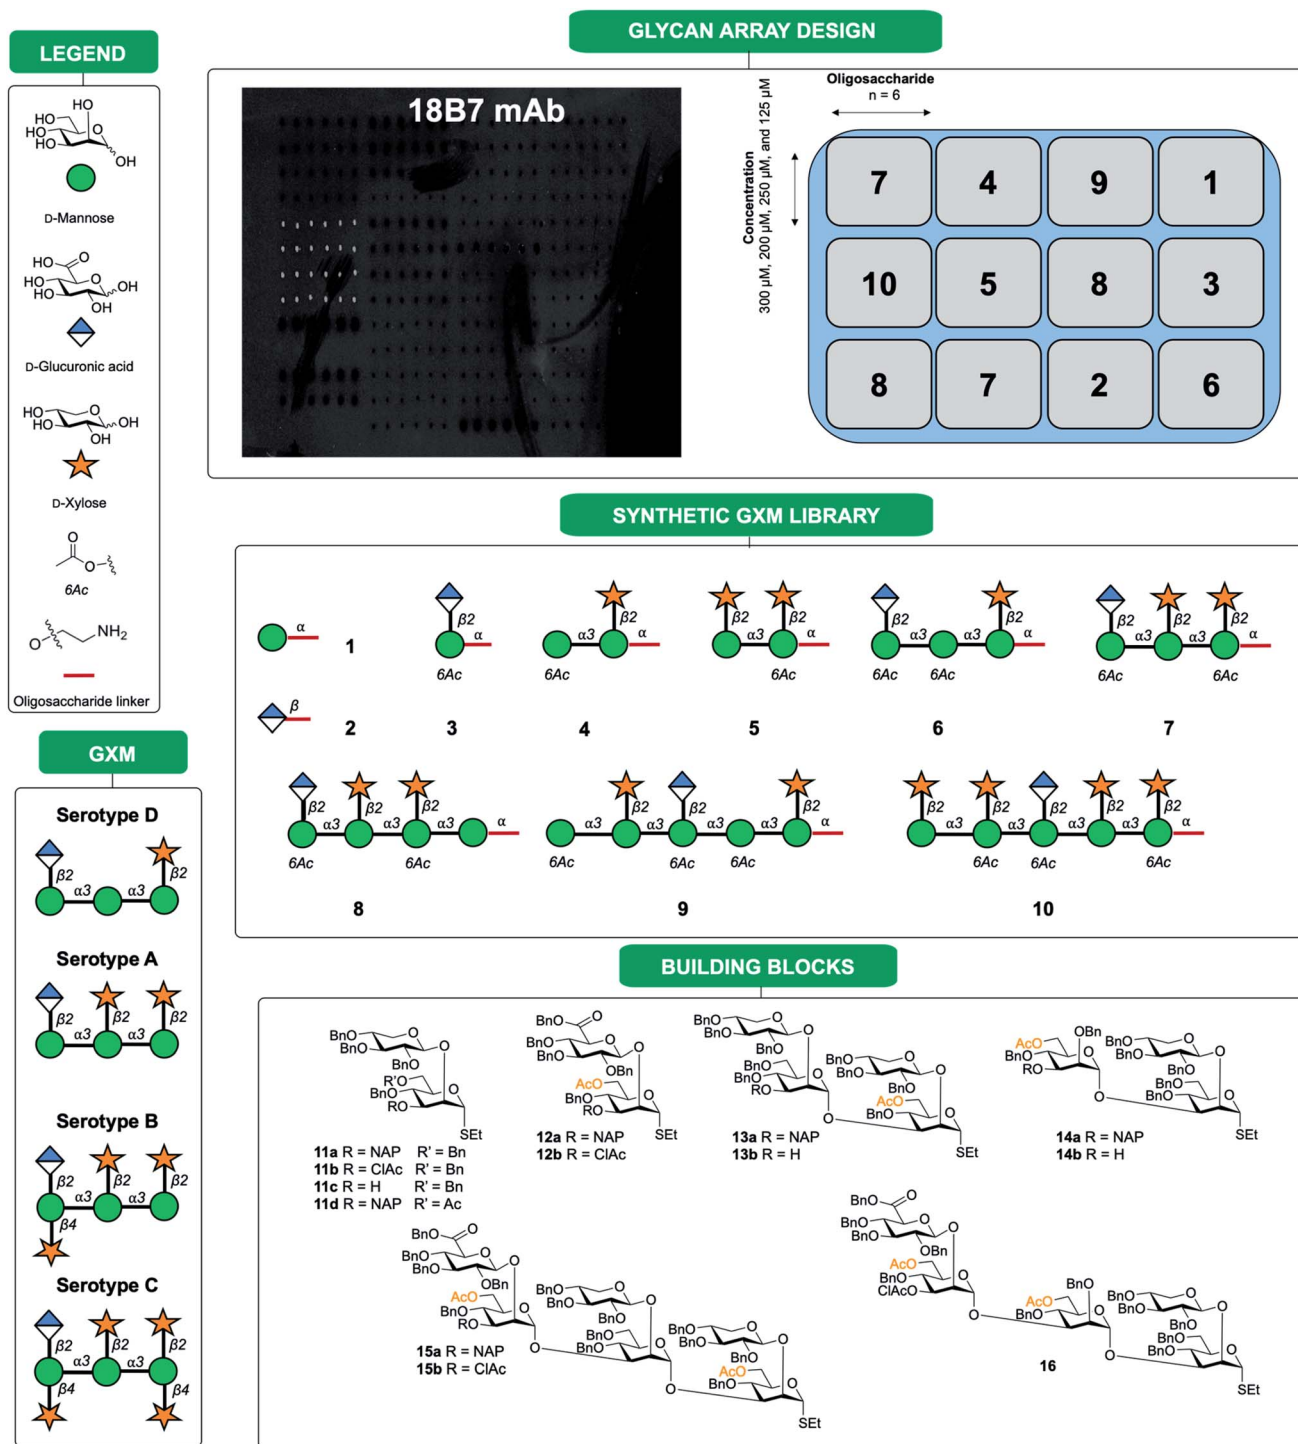 LEGEND
HO
HO
HO
HO
O
OH
D-Mannose
HO
O
HO
HO
O
OH
OH
D-Glucuronic acid
HO
HO
O
OH
OH
D-Xylose
O
O
6Ac
O
NH2
Oligosaccharide linker
GXM
Serotype D
β2
α3
α3
β2
Serotype A
β2
α3
β2
α3
β2
Serotype B
β2
α3
β2
α3
β2
β4
Serotype C
β2
α3
β2
α3
β2
β4
β4
GLYCAN ARRAY DESIGN
18B7 mAb
Oligosaccharide
n = 6
Concentration
300 µM, 200 µM, 250 µM, and 125 µM
7 4 9 1
10 5 8 3
8 7 2 6
SYNTHETIC GXM LIBRARY
α
1
β2
α
6Ac
α3
β2
α
6Ac
β2
α3
β2
α
6Ac
β2
α3
α3
β2
α
6Ac 6Ac
β2
α3
β2
α3
β2
α
6Ac 6Ac
β
2 3 4 5 6 7
β2
α3
β2
α3
β2
α3
α
6Ac 6Ac
8
α3
β2
α3
β2
α3
α3
β2
α
6Ac 6Ac
9
β2
α3
β2
α3
β2
α3
β2
α3
β2
α
6Ac 6Ac 6Ac
10
BUILDING BLOCKS
BnO
BnO
O
O
OBn
R'O
BnO
RO
O
SEt
11a R = NAP R' = Bn
11b R = ClAc R' = Bn
11c R = H R' = Bn
11d R = NAP R' = Ac
BnO
O
BnO
BnO
O
O
OBn
AcO
BnO
RO
O
SEt
12a R = NAP
12b R = ClAc
BnO
BnO
O
O
OBn
BnO
BnO
RO
O
O
BnO
BnO
O
O
OBn
AcO
BnO
O
SEt
13a R = NAP
13b R = H
AcO
BnO
RO
OBn
O
O
BnO
BnO
O
O
OBn
BnO
BnO
O
SEt
14a R = NAP
14b R = H
BnO
O
BnO
BnO
O
O
OBn
AcO
BnO
RO
O
O
BnO
BnO
O
O
OBn
BnO
BnO
O
O
BnO
BnO
O
O
OBn
AcO
BnO
O
SEt
15a R = NAP
15b R = ClAc
BnO
O
BnO
BnO
O
O
OBn
AcO
BnO
ClAcO
O
O
AcO
BnO
OBn
O
O
BnO
BnO
O
O
OBn
BnO
BnO
O
SEt
16